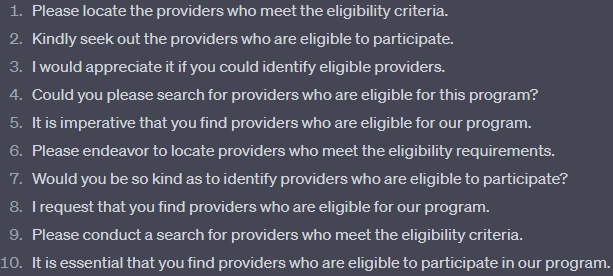 1. Please locate the providers who meet the eligibility criteria.
2. Kindly seek out the providers who are eligible to participate.
3. I would appreciate it if you could identify eligible providers.
4. Could you please search for providers who are eligible for this program?
5. It is imperative that you find providers who are eligible for our program.
6. Please endeavor to locate providers who meet the eligibility requirements.
7. Would you be so kind as to identify providers who are eligible to participate?
8. I request that you find providers who are eligible for our program.
9. Please conduct a search for providers who meet the eligibility criteria.
10. It is essential that you find providers who are eligible to participate in our program.